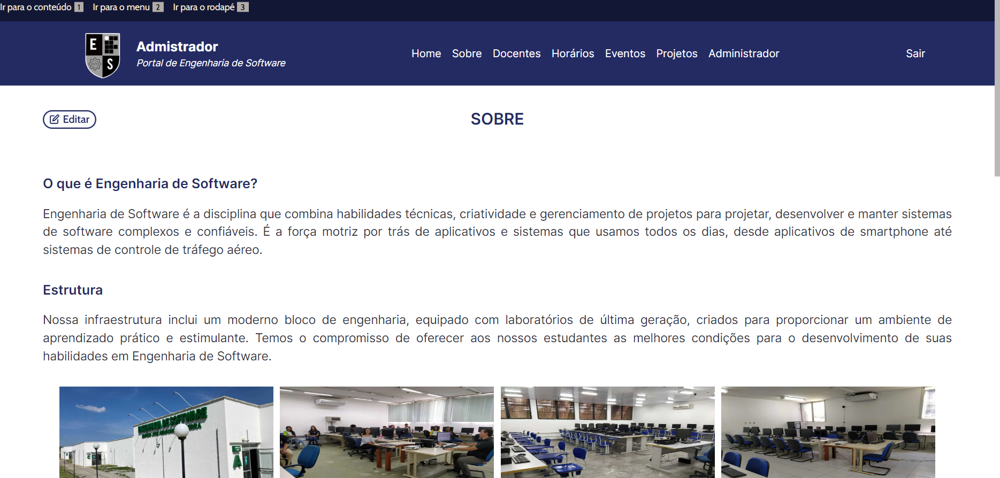 Ir para o conteúdo 1 Ir para o menu 2 Ir para o rodapé 3
E
S
Admistrador
Portal de Engenharia de Software
Home Sobre Docentes Horários Eventos Projetos Administrador Sair
Editar
SOBRE
O que é Engenharia de Software?
Engenharia de Software é a disciplina que combina habilidades técnicas, criatividade e gerenciamento de projetos para projetar, desenvolver e manter sistemas
de software complexos e confiáveis. É a força motriz por trás de aplicativos e sistemas que usamos todos os dias, desde aplicativos de smartphone até
sistemas de controle de tráfego aéreo.
Estrutura
Nossa infraestrutura inclui um moderno bloco de engenharia, equipado com laboratórios de última geração, criados para proporcionar um ambiente de
aprendizado prático e estimulante. Temos o compromisso de oferecer aos nossos estudantes as melhores condições para o desenvolvimento de suas
habilidades em Engenharia de Software.
ENGENHARIA DE SOFTWARE
A